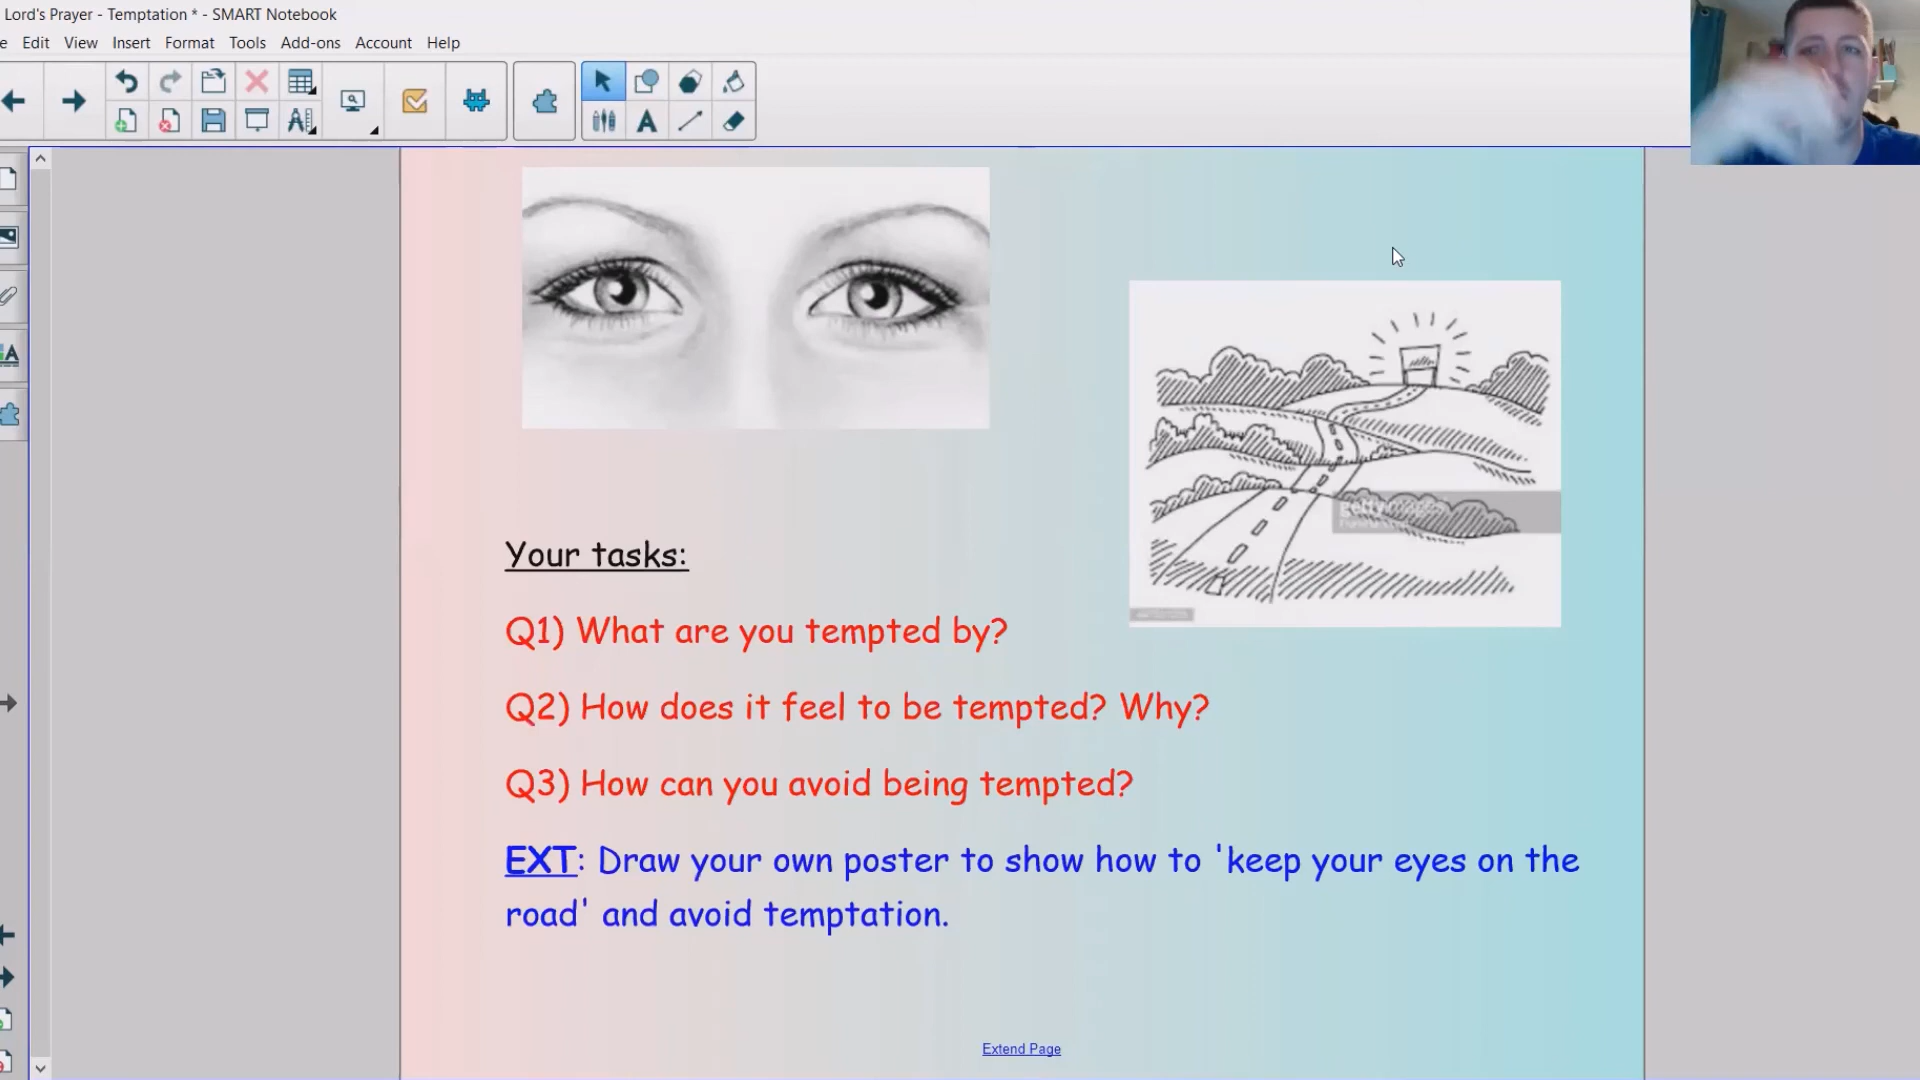 Lord's Prayer - Temptation * - SMART Notebook
e Edit View Insert Format Tools Add-ons Account Help
gettyimages
Your tasks:
Q1) What are you tempted by?
Q2) How does it feel to be tempted? Why?
Q3) How can you avoid being tempted?
EXT: Draw your own poster to show how to 'keep your eyes on the
road' and avoid temptation.
Extend Page